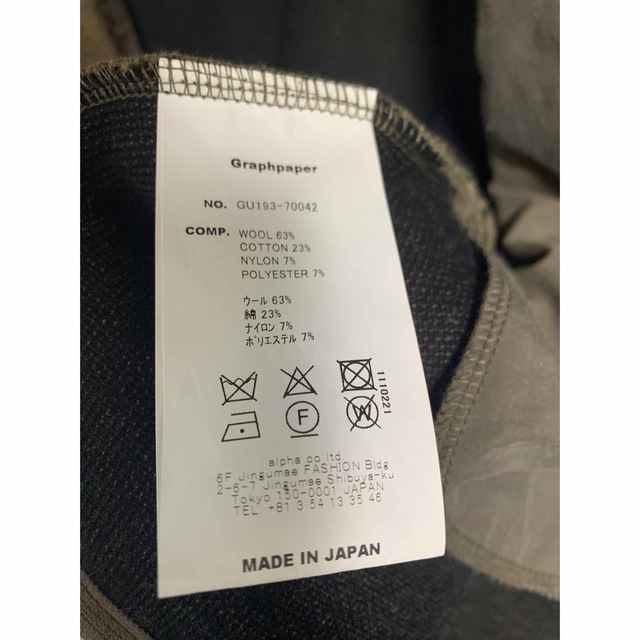 Graphpaper
NO. GU193-70042
COMP. WOOL 63%
COTTON 23%
NYLON 7%
POLYESTER 7%
ウール 63%
綿 23%
ナイロン 7%
ポリエステル 7%
1110221
F
W
alpha co ltd
6F Jingumae FASHION Bldg
2-6-7 Jingumae Shibuya-ku
Tokyo 150-0001 JAPAN
TEL: +81 3 54 13 35 46
MADE IN JAPAN